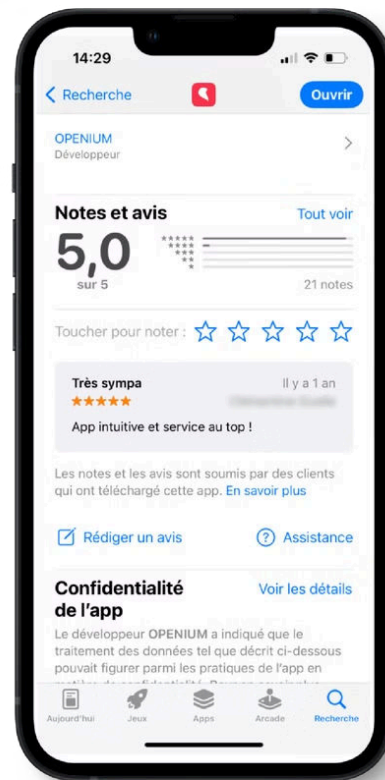 14:29
Recherche
Ouvrir
OPENIUM
Développeur
Notes et avis
Tout voir
5,0
sur 5
21 notes
Toucher pour noter :
Très sympa
Il y a 1 an
App intuitive et service au top !
Les notes et les avis sont soumis par des clients
qui ont téléchargé cette app. En savoir plus
Rédiger un avis
Assistance
Confidentialité
de l'app
Voir les détails
Le développeur OPENIUM a indiqué que le
traitement des données tel que décrit ci-dessous
pouvait figurer parmi les pratiques de l'app en
Aujourd'hui
Jeux
Apps
Arcade
Recherche